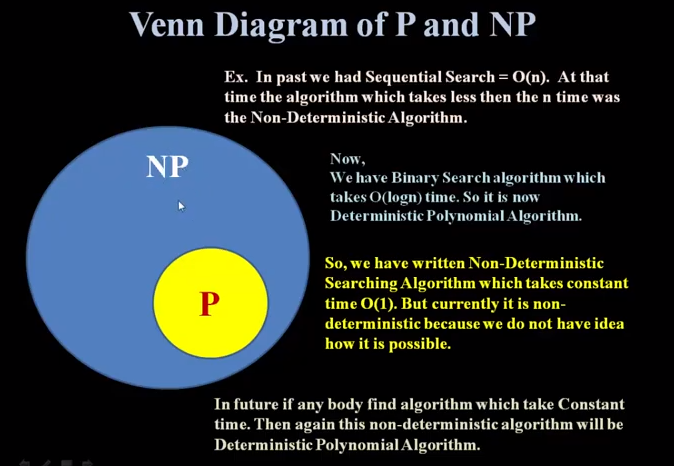 Venn Diagram of P and NP
Ex. In past we had Sequential Search = O(n). At that
time the algorithm which takes less then the n time was
the Non-Deterministic Algorithm.
NP
Now,
We have Binary Search algorithm which
takes O(logn) time. So it is now
Deterministic Polynomial Algorithm.
So, we have written Non-Deterministic
Searching Algorithm which takes constant
time O(1). But currently it is non-
deterministic because we do not have idea
how it is possible.
P
In future if any body find algorithm which take Constant
time. Then again this non-deterministic algorithm will be
Deterministic Polynomial Algorithm.